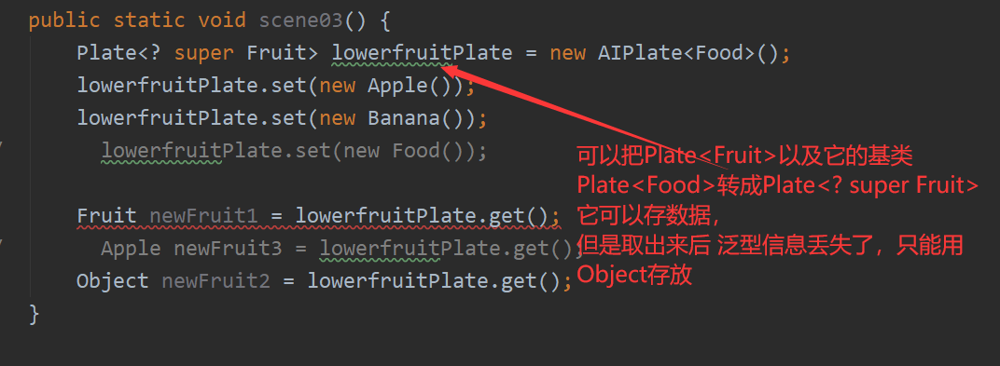 public static void scene03() {
Plate<? super Fruit> lowerfruitPlate = new AIPlate<Food>();
lowerfruitPlate.set(new Apple());
lowerfruitPlate.set(new Banana());
lowerfruitPlate.set(new Food());
可以把Plate<Fruit>以及它的基类
Plate<Food>转成Plate<? super Fruit>
它可以存数据,
但是取出来后 泛型信息丢失了，只能用
Object存放
Fruit newFruit1 = lowerfruitPlate.get();
Apple newFruit3 = lowerfruitPlate.get();
Object newFruit2 = lowerfruitPlate.get();
}